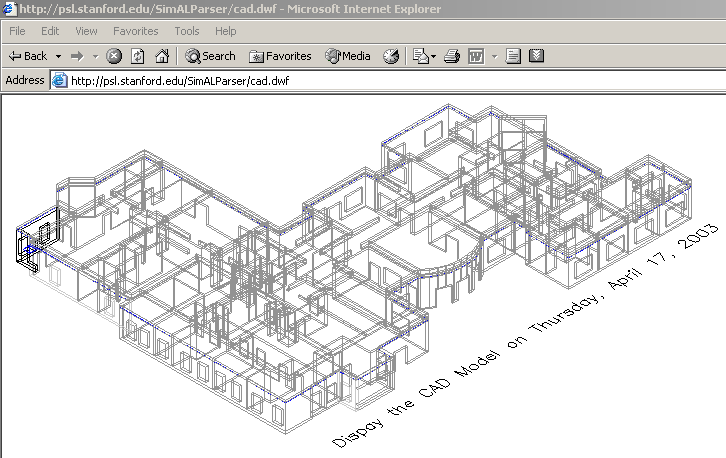 http://psl.stanford.edu/SimALParser/cad.dwf - Microsoft Internet Explorer
File Edit View Favorites Tools Help
Back Search Favorites Media
Address http://psl.stanford.edu/SimALParser/cad.dwf
Dispay the CAD Model on Thursday, April 17, 2003